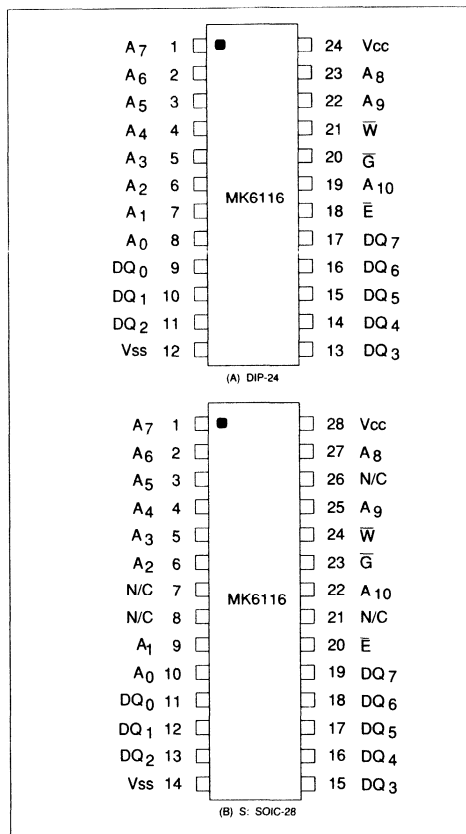 A7 1 24 Vcc
A6 2 23 A8
A5 3 22 A9
A4 4 21 W̅
A3 5 20 G̅
A2 6 19 A10
MK6116
A1 7 18 E̅
A0 8 17 DQ7
DQ0 9 16 DQ6
DQ1 10 15 DQ5
DQ2 11 14 DQ4
Vss 12 13 DQ3
(A) DIP-24
A7 1 28 Vcc
A6 2 27 A8
A5 3 26 N/C
A4 4 25 A9
A3 5 24 W̅
A2 6 23 G̅
N/C 7 22 A10
MK6116
N/C 8 21 N/C
A1 9 20 E̅
A0 10 19 DQ7
DQ0 11 18 DQ6
DQ1 12 17 DQ5
DQ2 13 16 DQ4
Vss 14 15 DQ3
(B) S: SOIC-28